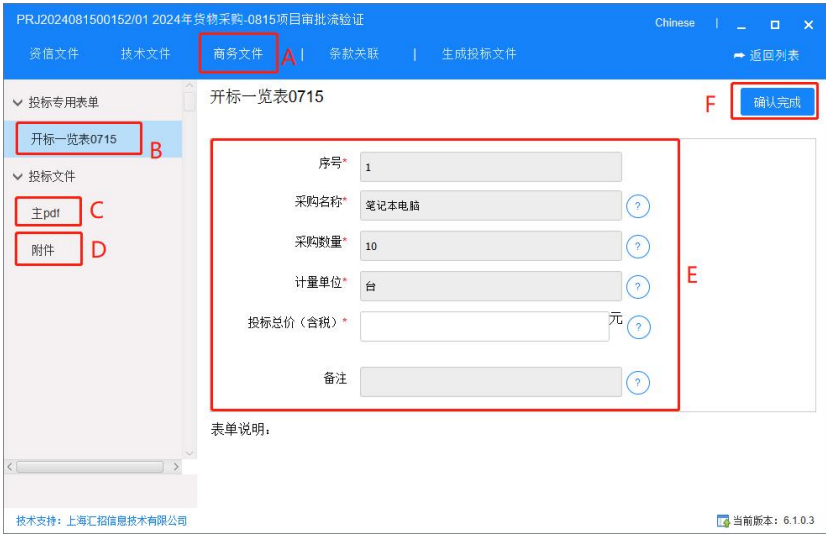 PRJ2024081500152/01 2024年货物采购-0815项目审批流验证
Chinese |
资信文件 技术文件 商务文件 A | 条款关联 | 生成投标文件 返回列表
投标专用表单
开标一览表0715 B
投标文件
主pdf C
附件 D
开标一览表0715
F 确认完成
序号* 1
采购名称* 笔记本电脑 ?
采购数量* 10 ?
计量单位* 台 ?
E
投标总价（含税）* 元 ?
备注 ?
表单说明：
技术支持：上海汇招信息技术有限公司
当前版本：6.1.0.3